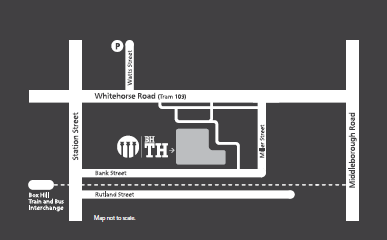 P
Watts Street
Whitehorse Road (Tram 109)
Station Street
BH
TH
Miller Street
Middleborough Road
Bank Street
Box Hill
Train and Bus
Interchange
Rutland Street
Map not to scale.